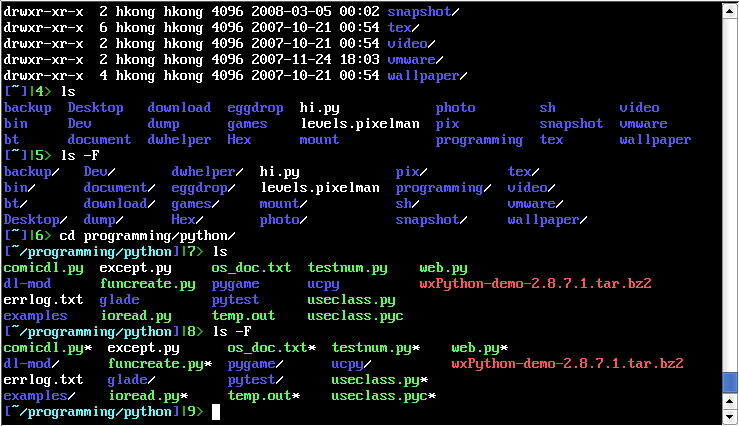 drwxr-xr-x  2 hkong hkong 4096 2008-03-05 00:02 snapshot/
drwxr-xr-x  6 hkong hkong 4096 2007-10-21 00:54 tex/
drwxr-xr-x  2 hkong hkong 4096 2007-10-21 00:54 video/
drwxr-xr-x  2 hkong hkong 4096 2007-11-24 18:03 vmware/
drwxr-xr-x  4 hkong hkong 4096 2007-10-21 00:54 wallpaper/
[~]|4> ls
backup  Desktop   download  eggdrop  hi.py            photo        sh        video
bin     Dev       dump      games    levels.pixelman  pix          snapshot  vmware
bt      document  dwhelper  Hex      mount            programming  tex       wallpaper
[~]|5> ls -F
backup/   Dev/       dwhelper/  hi.py            pix/          tex/
bin/      document/  eggdrop/   levels.pixelman  programming/  video/
bt/       download/  games/     mount/           sh/           vmware/
Desktop/  dump/      Hex/       photo/           snapshot/     wallpaper/
[~]|6> cd programming/python/
[~/programming/python]|7> ls
comicdl.py  except.py      os_doc.txt  testnum.py    web.py
dl-mod      funcreate.py   pygame      ucpy          wxPython-demo-2.8.7.1.tar.bz2
errlog.txt  glade          pytest      useclass.py
examples    ioread.py      temp.out    useclass.pyc
[~/programming/python]|8> ls -F
comicdl.py*  except.py      os_doc.txt*  testnum.py*    web.py*
dl-mod/      funcreate.py*  pygame/      ucpy/          wxPython-demo-2.8.7.1.tar.bz2
errlog.txt   glade/         pytest/      useclass.py*
examples/    ioread.py*     temp.out*    useclass.pyc*
[~/programming/python]|9>